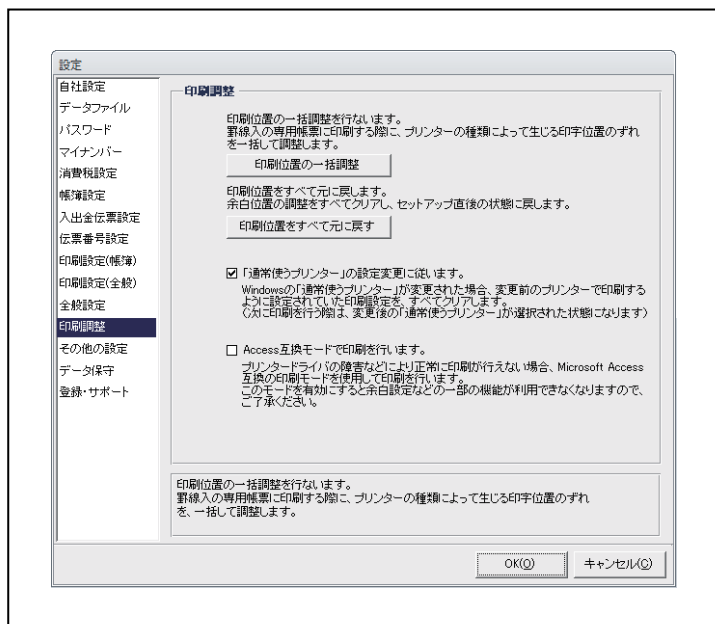 設定
自社設定
データファイル
パスワード
マイナンバー
消費税設定
帳簿設定
入出金伝票設定
伝票番号設定
印刷設定(帳簿)
印刷設定(全般)
全般設定
印刷調整
その他の設定
データ保守
登録・サポート
印刷調整
印刷位置の一括調整を行ないます。
罫線入の専用帳票に印刷する際に、プリンターの種類によって生じる印字位置のずれ
を一括して調整します。
印刷位置の一括調整
印刷位置をすべて元に戻します。
余白位置の調整をすべてクリアし、セットアップ直後の状態に戻します。
印刷位置をすべて元に戻す
「通常使うプリンター」の設定変更に従います。
Windowsの「通常使うプリンター」が変更された場合、変更前のプリンターで印刷する
ように設定されていた印刷設定を、すべてクリアします。
(次に印刷を行う際は、変更後の「通常使うプリンター」が選択された状態になります)
Access互換モードで印刷を行います。
プリンタードライバの障害などにより正常に印刷が行えない場合、Microsoft Access
互換の印刷モードを使用して印刷を行います。
このモードを有効にすると余白設定などの一部の機能が利用できなくなりますので、
ご了承ください。
印刷位置の一括調整を行ないます。
罫線入の専用帳票に印刷する際に、プリンターの種類によって生じる印字位置のずれ
を、一括して調整します。
OK(O)
キャンセル(C)